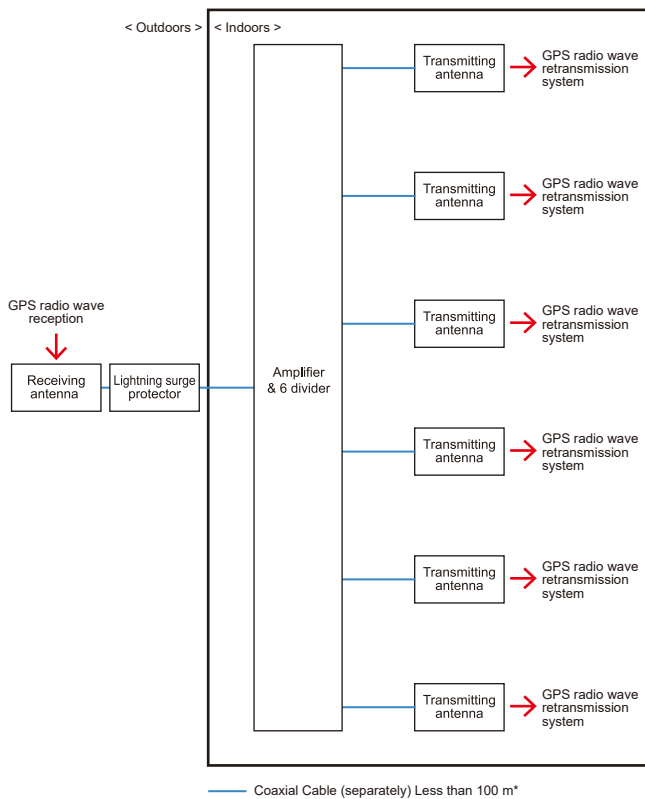 < Outdoors >
< Indoors >
Transmitting
antenna
GPS radio wave
retransmission
system
Transmitting
antenna
GPS radio wave
retransmission
system
GPS radio wave
reception
Transmitting
antenna
GPS radio wave
retransmission
system
Receiving
antenna
Lightning surge
protector
Amplifier
& 6 divider
Transmitting
antenna
GPS radio wave
retransmission
system
Transmitting
antenna
GPS radio wave
retransmission
system
Transmitting
antenna
GPS radio wave
retransmission
system
Coaxial Cable (separately) Less than 100 m*